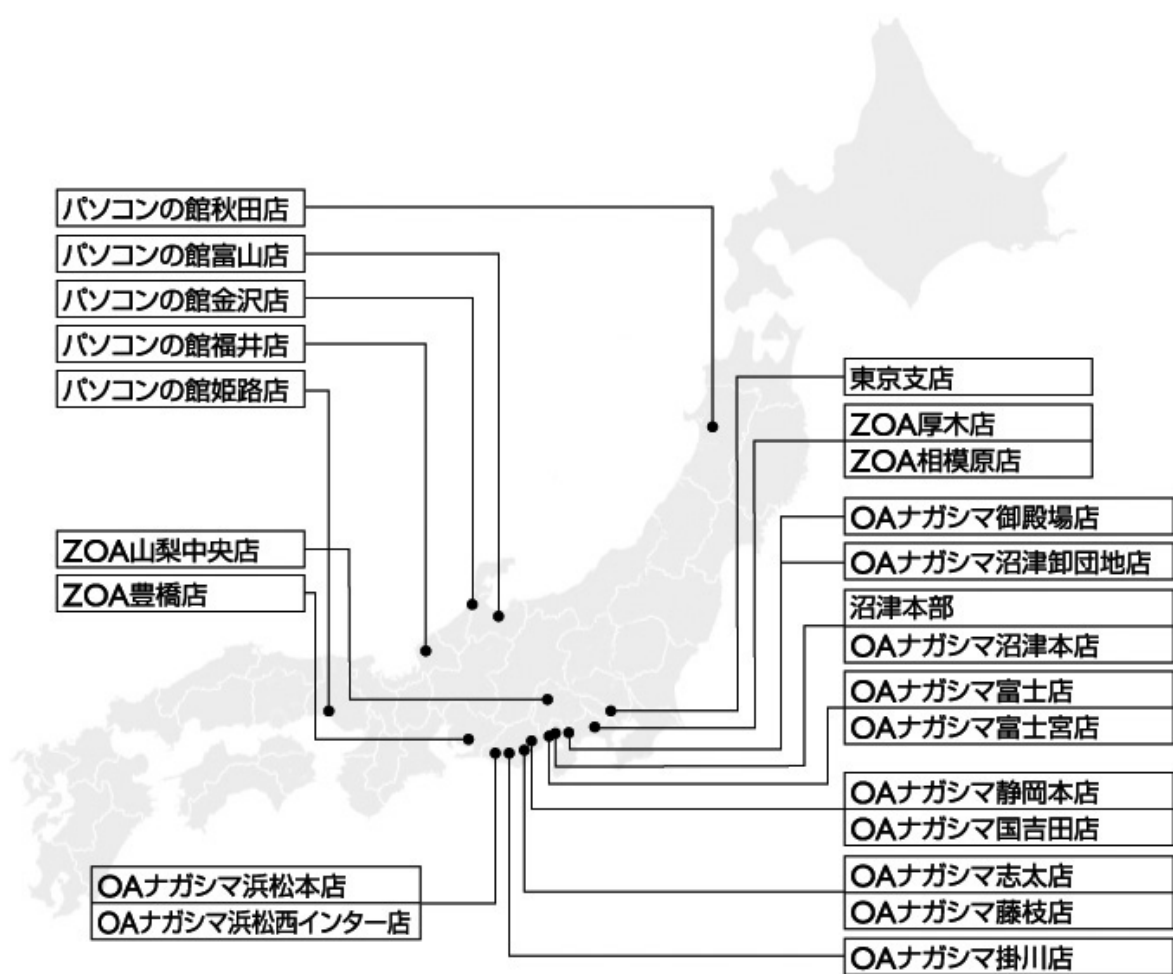 パソコンの館秋田店
パソコンの館富山店
パソコンの館金沢店
パソコンの館福井店
パソコンの館姫路店
ZOA山梨中央店
ZOA豊橋店
OAナガシマ浜松本店
OAナガシマ浜松西インター店
東京支店
ZOA厚木店
ZOA相模原店
OAナガシマ御殿場店
OAナガシマ沼津卸団地店
沼津本部
OAナガシマ沼津本店
OAナガシマ富士店
OAナガシマ富士宮店
OAナガシマ静岡本店
OAナガシマ国吉田店
OAナガシマ志太店
OAナガシマ藤枝店
OAナガシマ掛川店